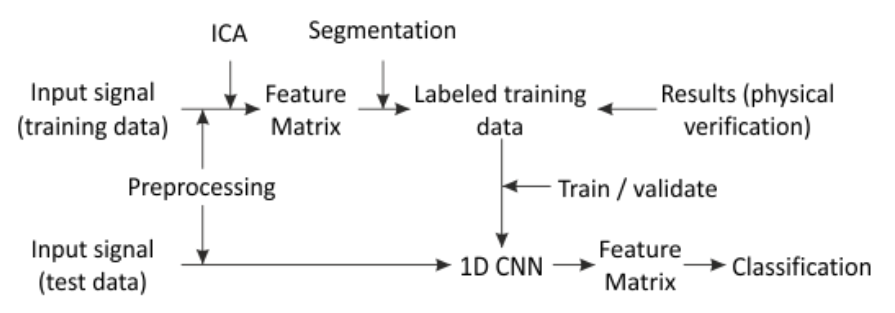 ICA
Segmentation
Input signal
(training data)
Feature
Matrix
Labeled training
data
Results (physical
verification)
Preprocessing
Train / validate
Input signal
(test data)
1D CNN
Feature
Matrix
Classification